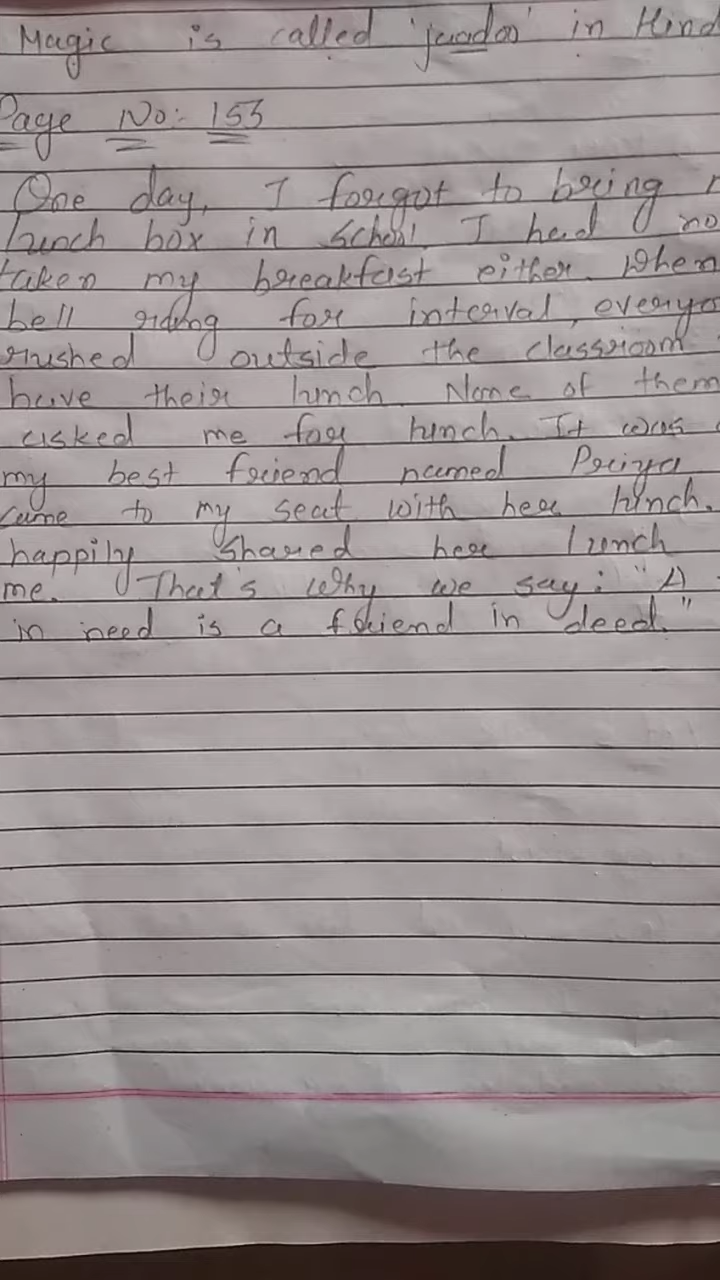 Magic is called 'juador' in Hind
Page No:- 153
One day, I forgot to bring
lunch box in school. I had no
taken my breakfast either. When
bell riding for interval, everyo
rushed outside the classroom
have their lunch. None of them
asked me for lunch. It was
my best friend named Priya
came to my seat with her lunch.
happily shared her lunch
me. That's why we say: "A
in need is a friend in deed."